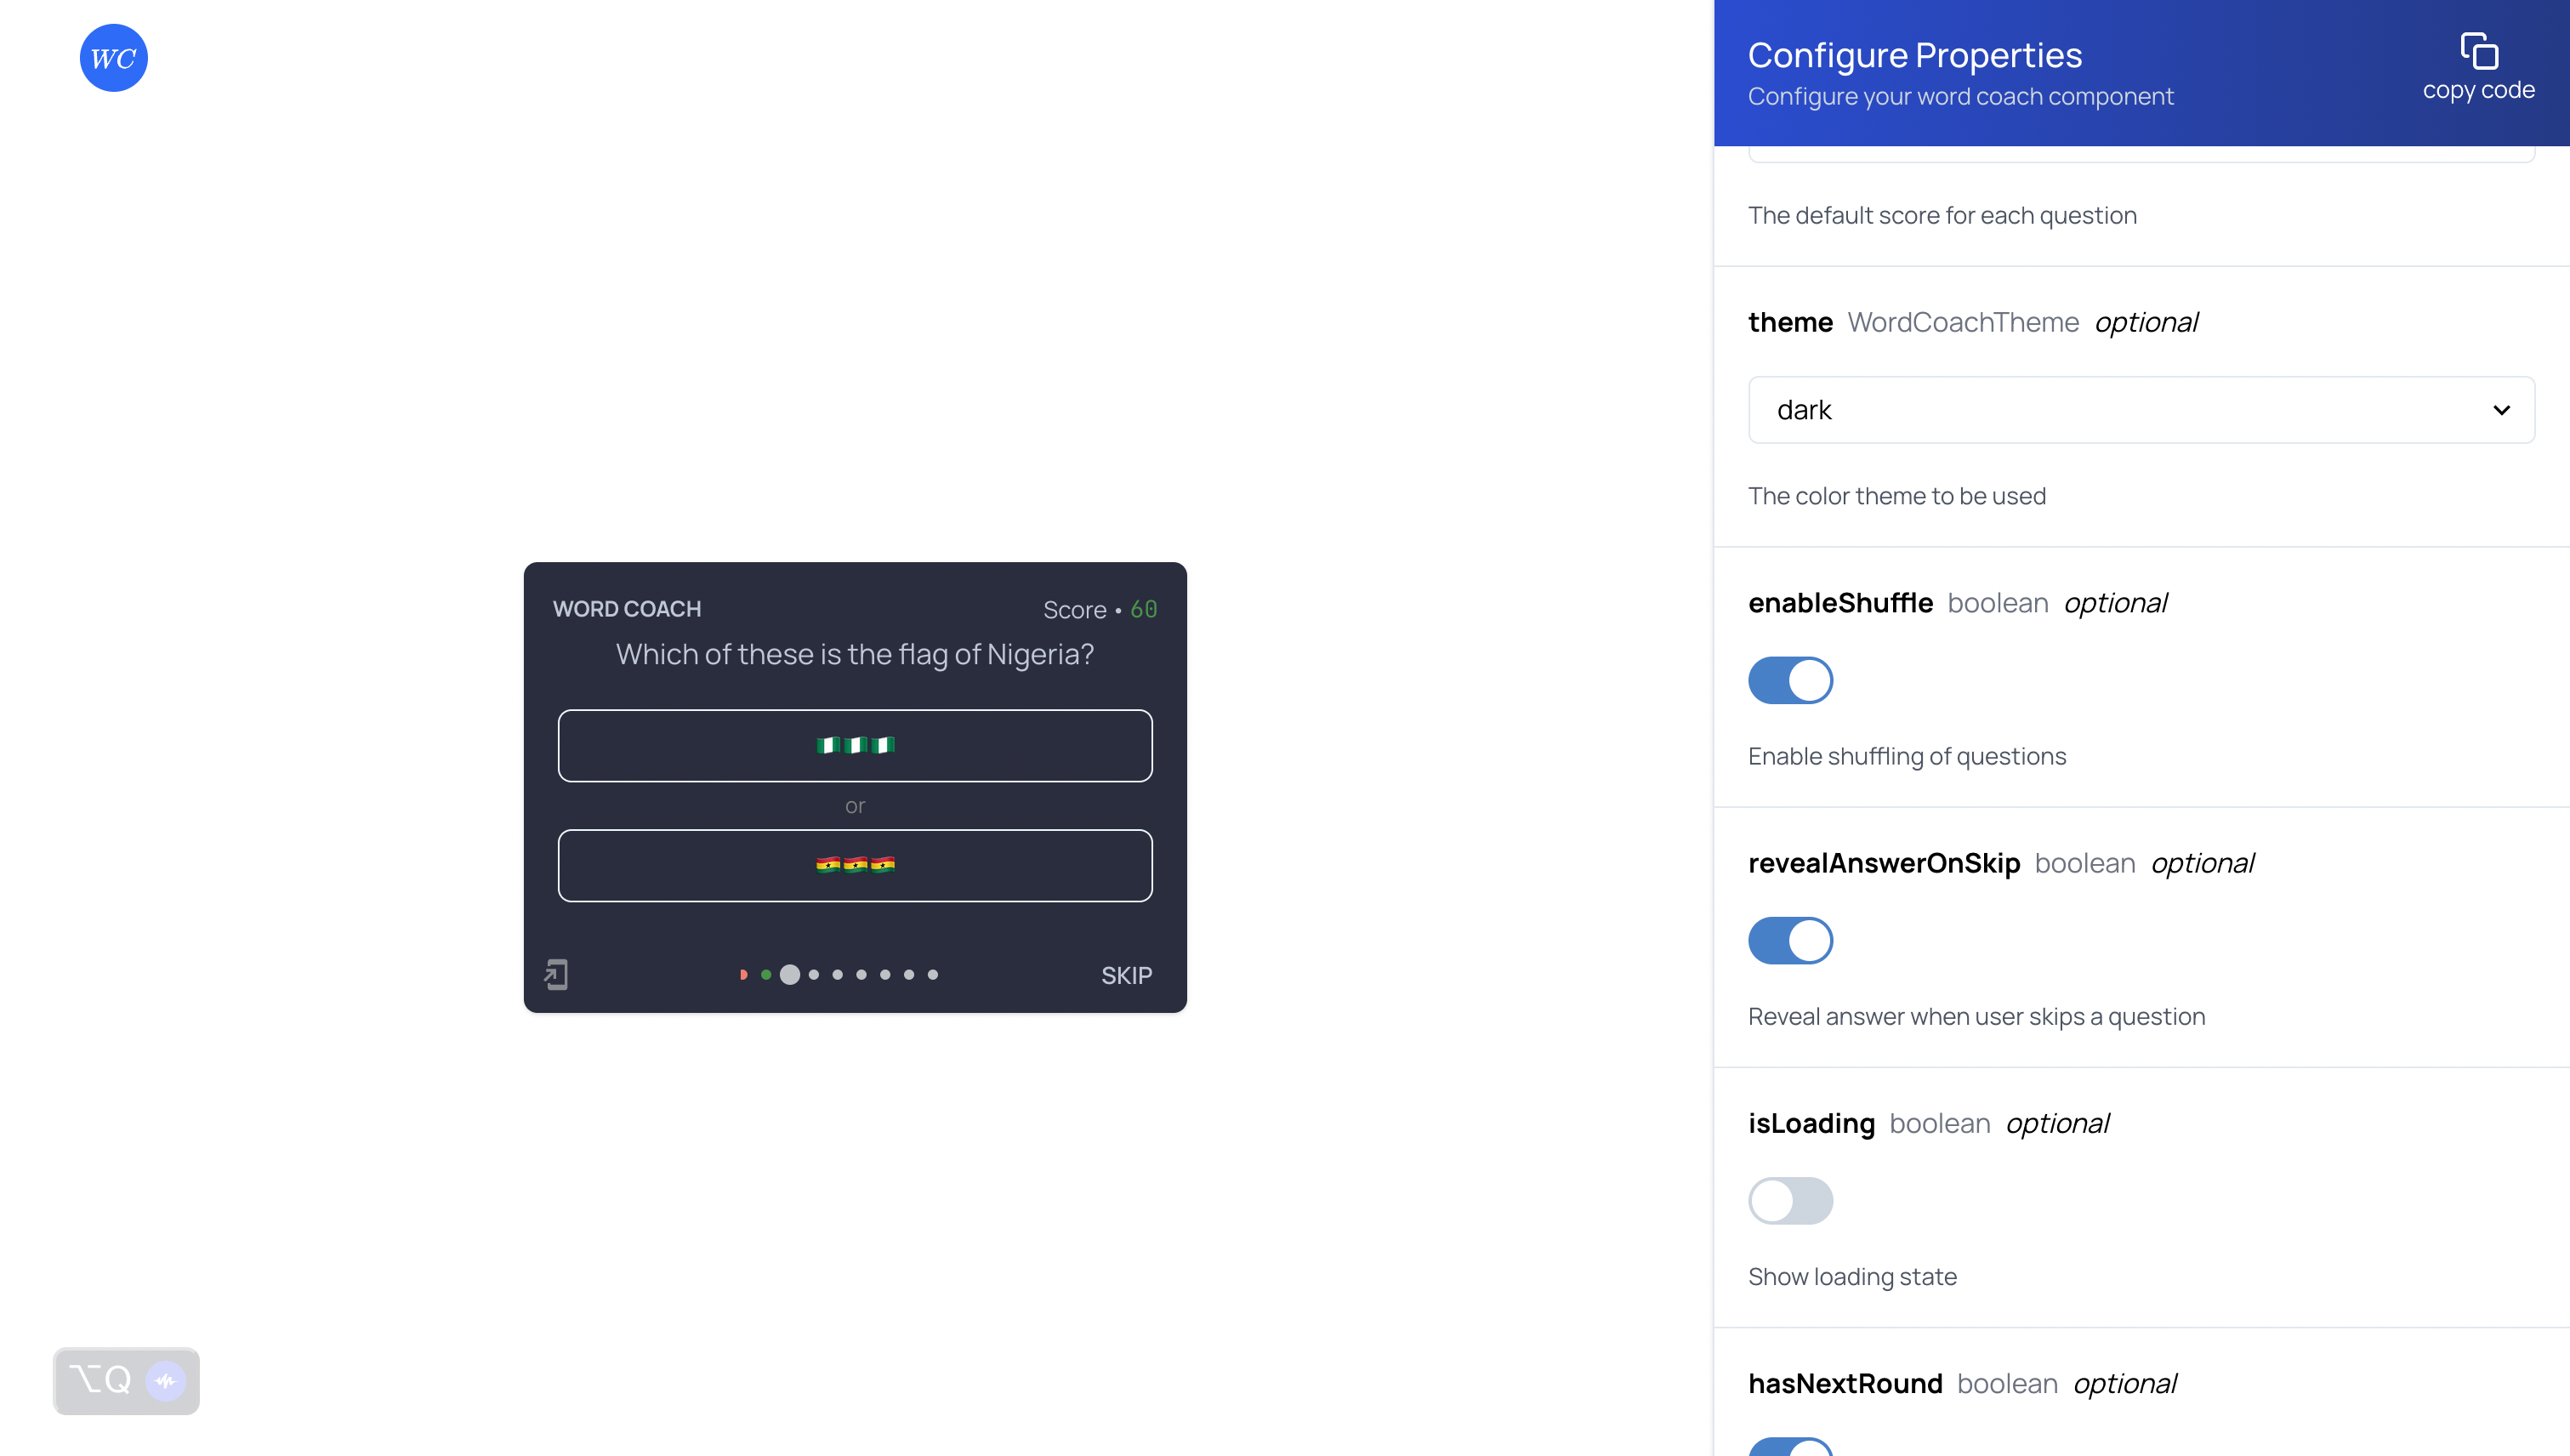 WC
WORD COACH
Score • 60
Which of these is the flag of Nigeria?
🇳🇬🇳🇬🇳🇬
or
🇬🇭🇬🇭🇬🇭
SKIP
⌥Q
Configure Properties
Configure your word coach component
copy code
The default score for each question
theme WordCoachTheme optional
dark
The color theme to be used
enableShuffle boolean optional
Enable shuffling of questions
revealAnswerOnSkip boolean optional
Reveal answer when user skips a question
isLoading boolean optional
Show loading state
hasNextRound boolean optional